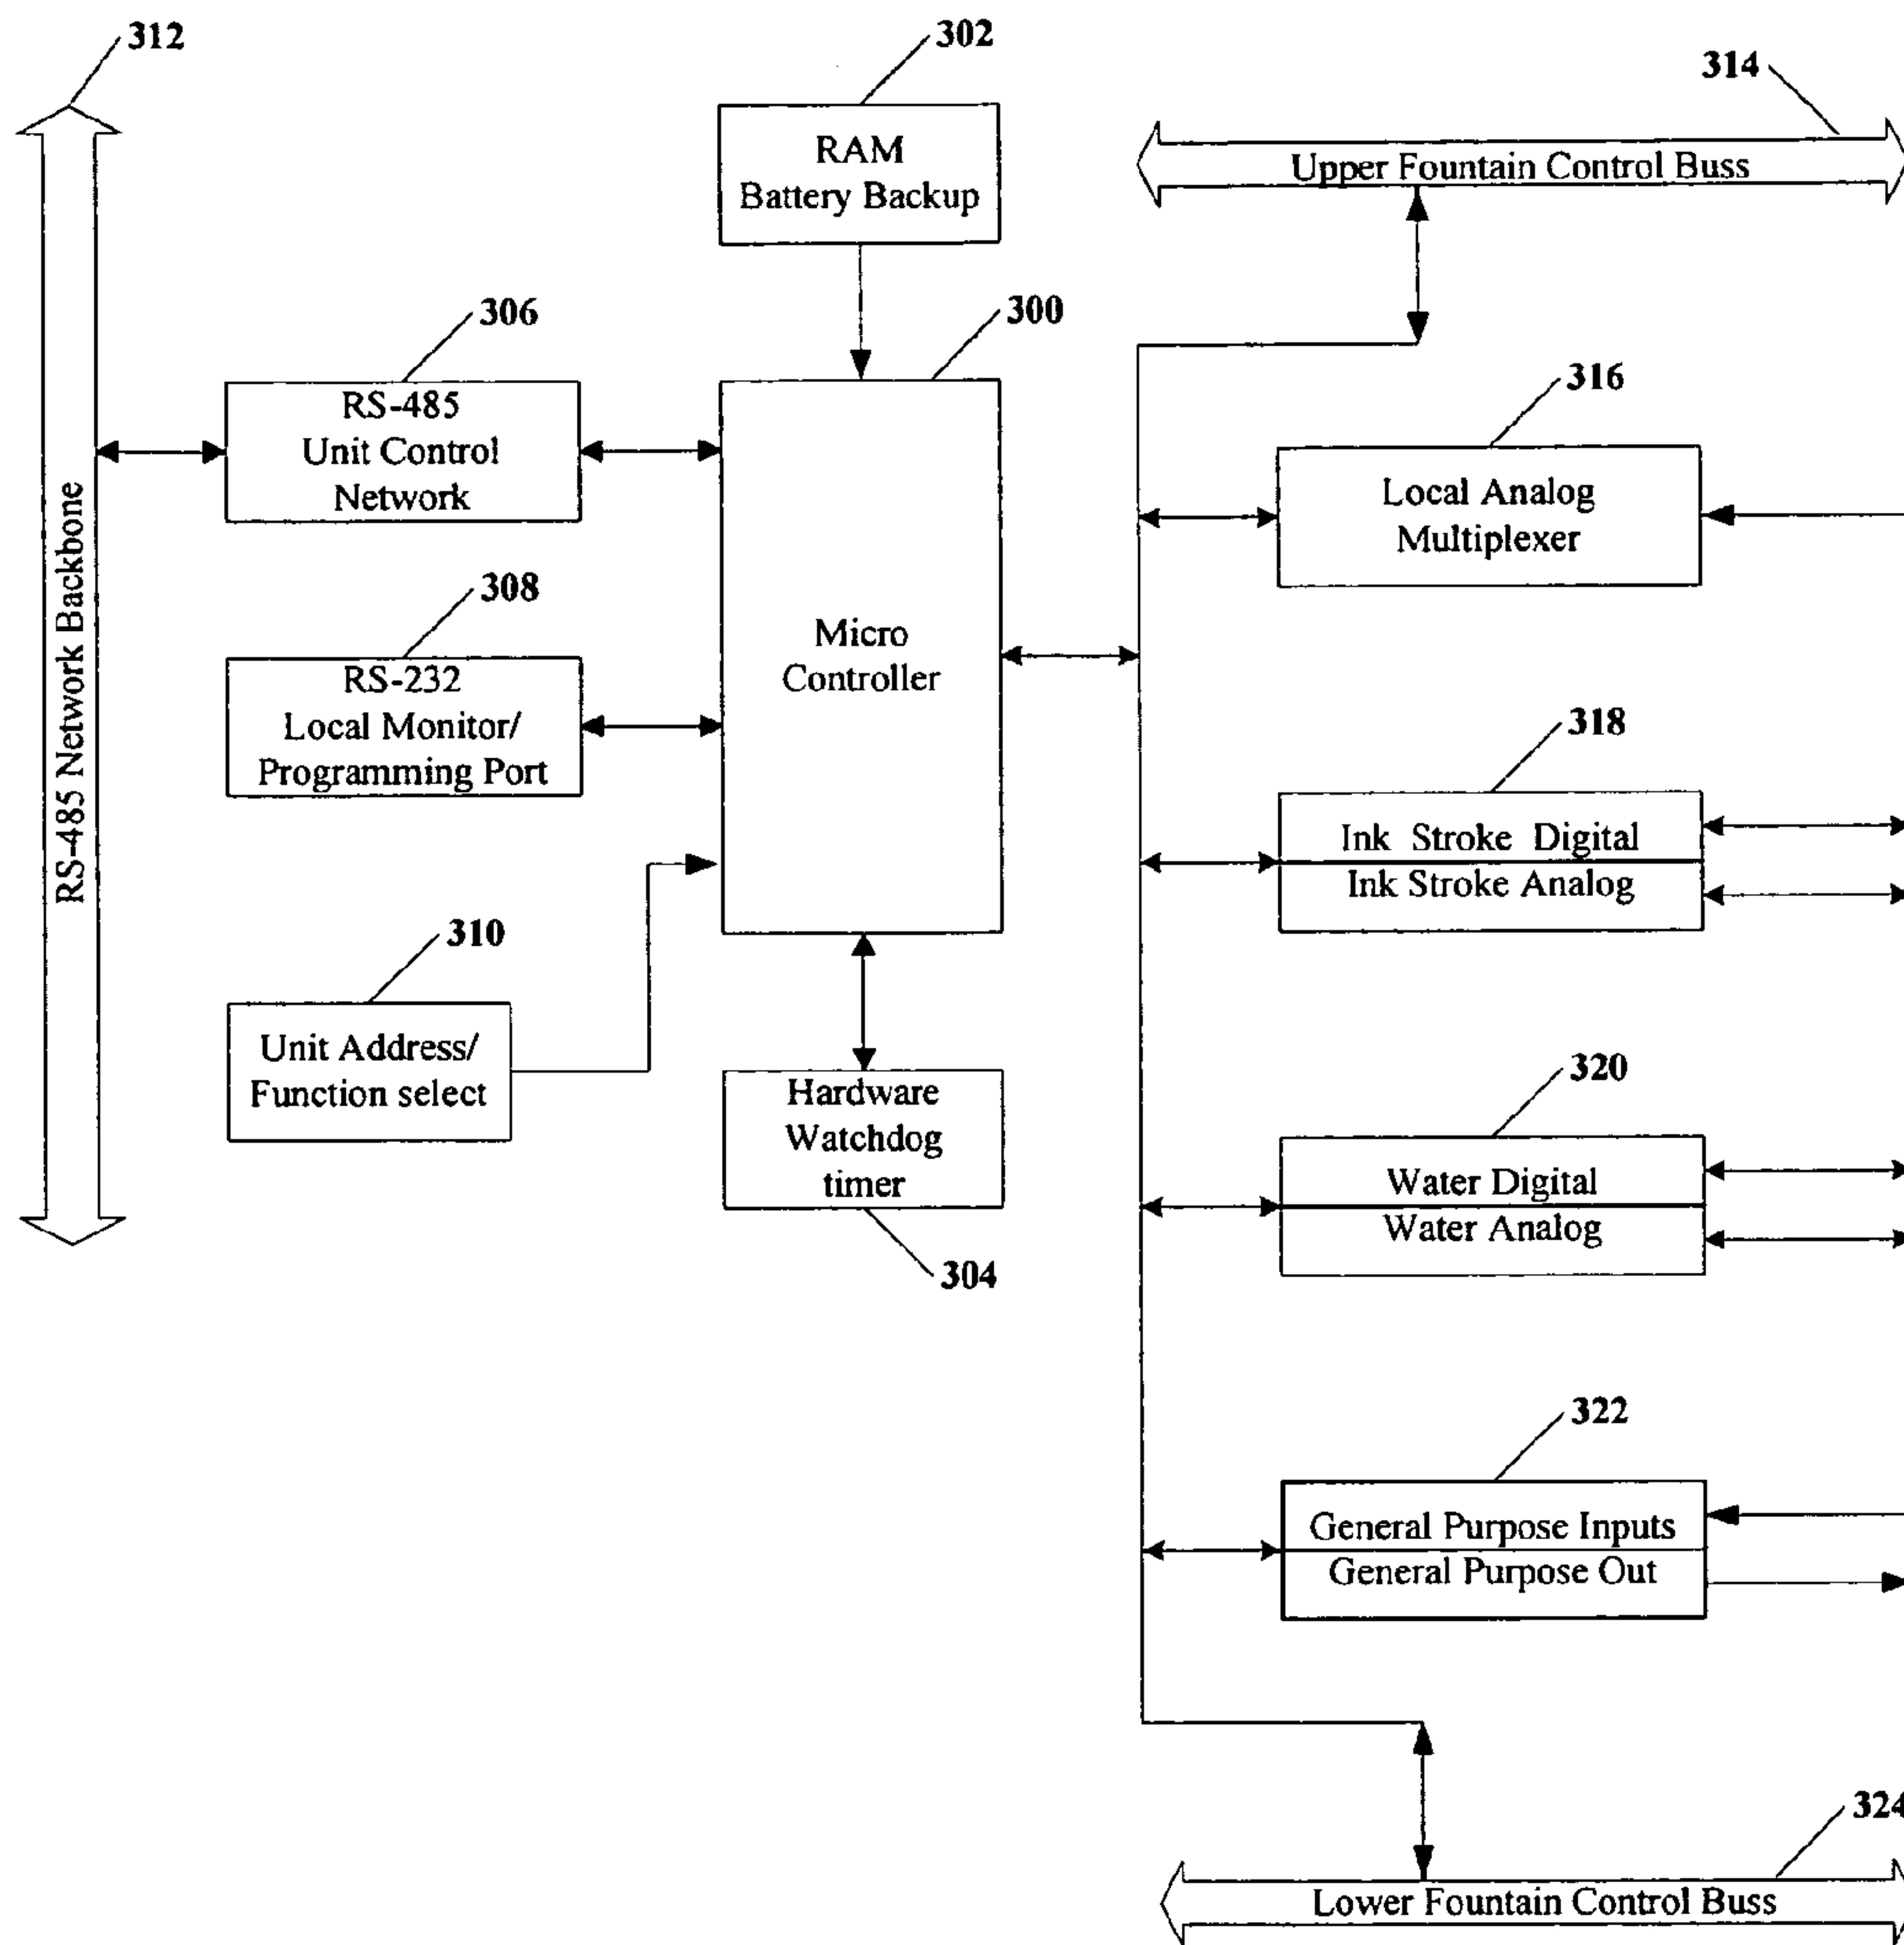 312
302
314
RAM
Battery Backup
Upper Fountain Control Buss
306
300
316
RS-485
Unit Control
Network
Local Analog
Multiplexer
RS-485 Network Backbone
308
Micro
Controller
RS-232
Local Monitor/
Programming Port
318
Ink Stroke Digital
Ink Stroke Analog
310
Unit Address/
Function select
Hardware
Watchdog
timer
304
320
Water Digital
Water Analog
322
General Purpose Inputs
General Purpose Out
324
Lower Fountain Control Buss